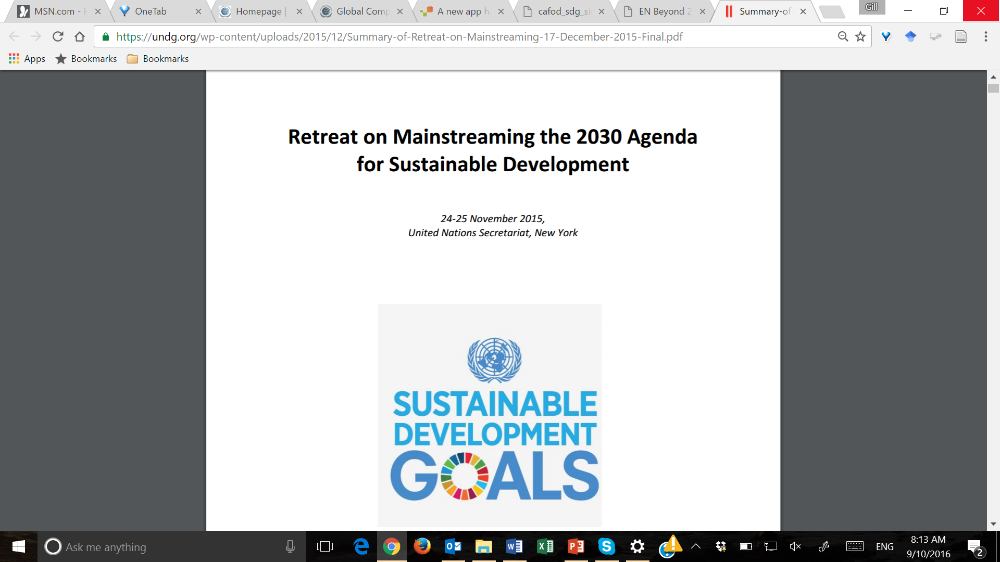 MSN.com -
OneTab
Homepage |
Global Comp
A new app h
cafod_sdg_si
EN Beyond 2
Summary-of-
Gill
https://undg.org/wp-content/uploads/2015/12/Summary-of-Retreat-on-Mainstreaming-17-December-2015-Final.pdf
Apps
Bookmarks
Bookmarks
Retreat on Mainstreaming the 2030 Agenda
for Sustainable Development
24-25 November 2015,
United Nations Secretariat, New York
SUSTAINABLE
DEVELOPMENT
GOALS
Ask me anything
ENG
8:13 AM
9/10/2016
2